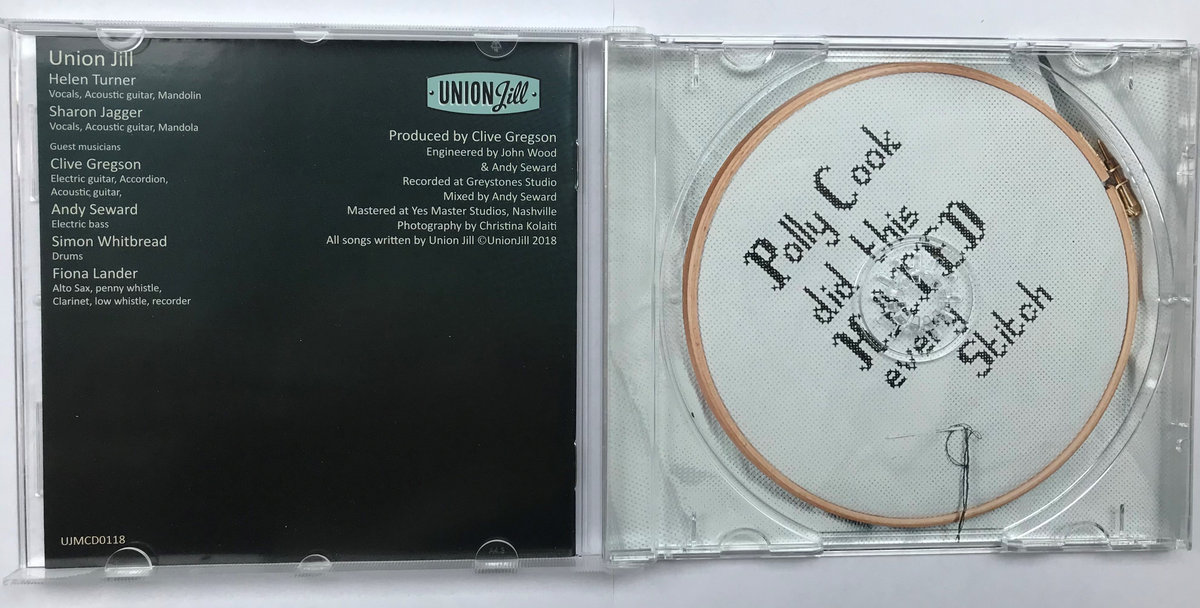 Union Jill
Helen Turner
Vocals, Acoustic guitar, Mandolin
Sharon Jagger
Vocals, Acoustic guitar, Mandola
Guest musicians
Clive Gregson
Electric guitar, Accordion,
Acoustic guitar,
Andy Seward
Electric bass
Simon Whitbread
Drums
Fiona Lander
Alto Sax, penny whistle,
Clarinet, low whistle, recorder
UJMCD0118
UNION Jill
Produced by Clive Gregson
Engineered by John Wood
& Andy Seward
Recorded at Greystones Studio
Mixed by Andy Seward
Mastered at Yes Master Studios, Nashville
Photography by Christina Kolaiti
All songs written by Union Jill ©UnionJill 2018
Polly Cook
did this
HATED
every
Stitch